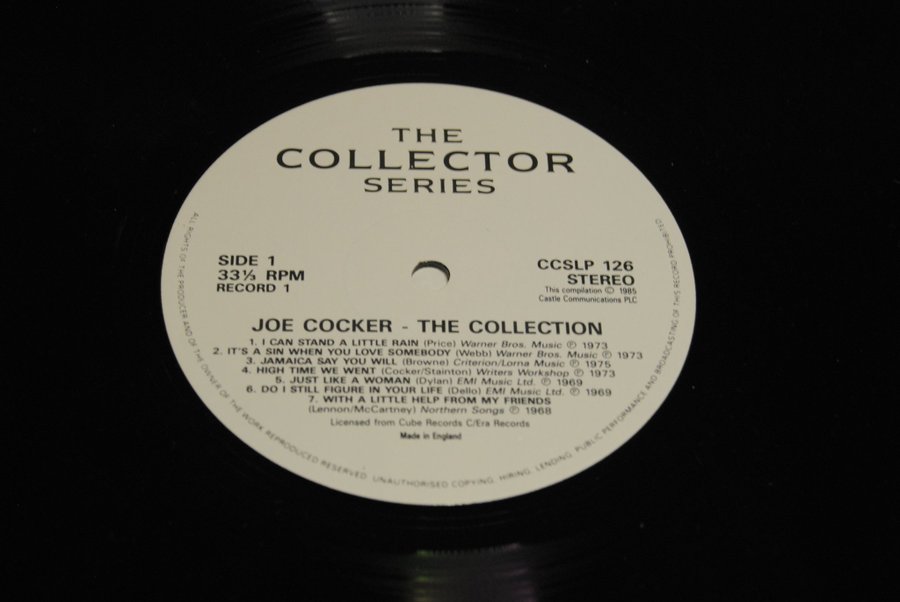 THE
COLLECTOR
SERIES
SIDE 1
33⅓ RPM
RECORD 1
CCSLP 126
STEREO
This compilation © 1985
Castle Communications PLC
JOE COCKER - THE COLLECTION
1. I CAN STAND A LITTLE RAIN (Price) Warner Bros. Music ℗ 1973
2. IT'S A SIN WHEN YOU LOVE SOMEBODY (Webb) Warner Bros. Music ℗ 1973
3. JAMAICA SAY YOU WILL (Browne) Criterion/Lorna Music ℗ 1975
4. HIGH TIME WE WENT (Cocker/Stainton) Writers Workshop ℗ 1973
5. JUST LIKE A WOMAN (Dylan) EMI Music Ltd. ℗ 1969
6. DO I STILL FIGURE IN YOUR LIFE (Dello) EMI Music Ltd. ℗ 1969
7. WITH A LITTLE HELP FROM MY FRIENDS
(Lennon/McCartney) Northern Songs ℗ 1968
Licensed from Cube Records C/Era Records
Made in England
ALL RIGHTS OF THE PRODUCER AND OF THE OWNER OF THE WORK REPRODUCED RESERVED. UNAUTHORISED COPYING, HIRING, LENDING, PUBLIC PERFORMANCE AND BROADCASTING OF THIS RECORD PROHIBITED